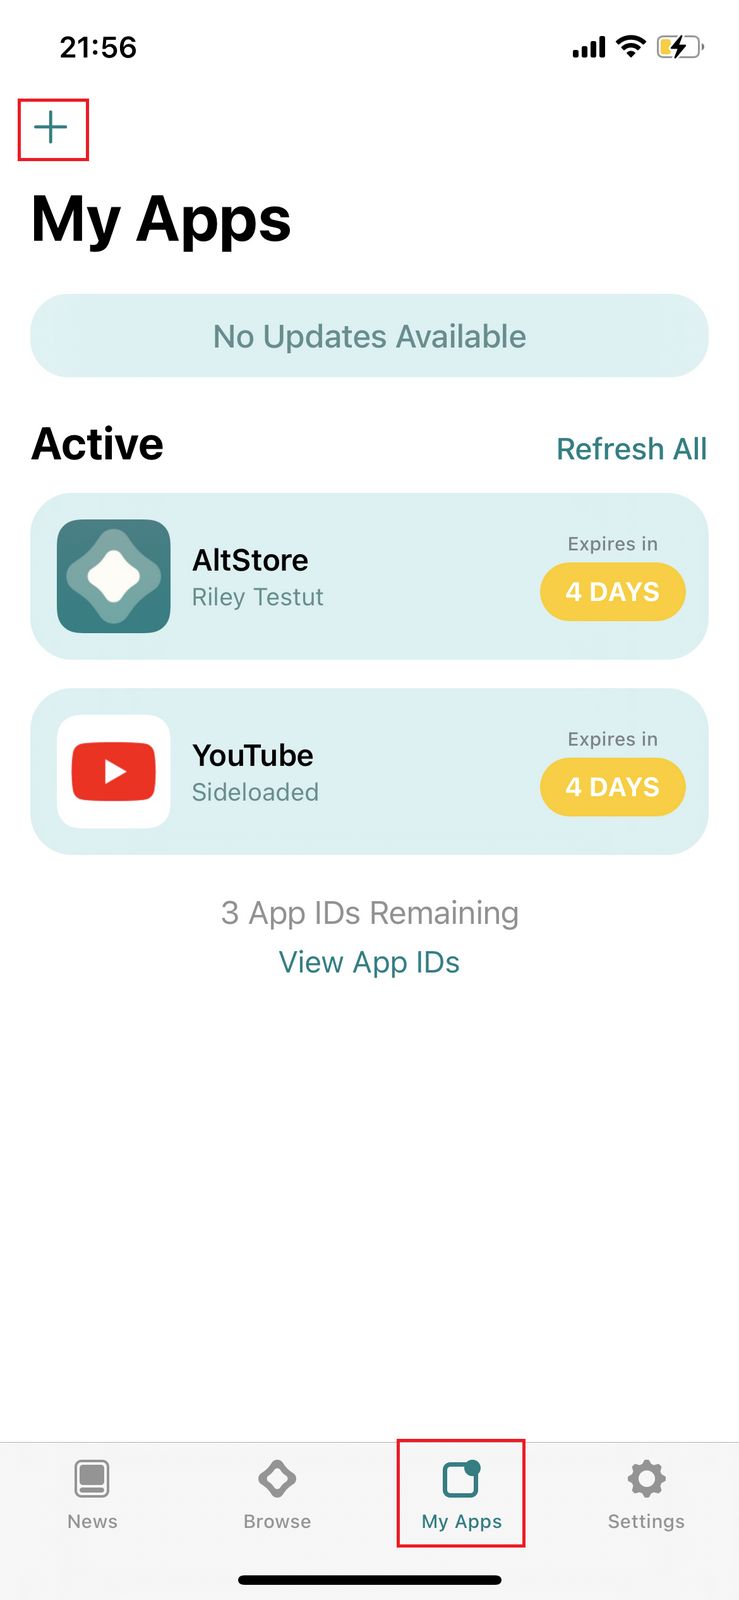 21:56
My Apps
No Updates Available
Active
Refresh All
AltStore
Riley Testut
Expires in
4 DAYS
YouTube
Sideloaded
Expires in
4 DAYS
3 App IDs Remaining
View App IDs
News
Browse
My Apps
Settings